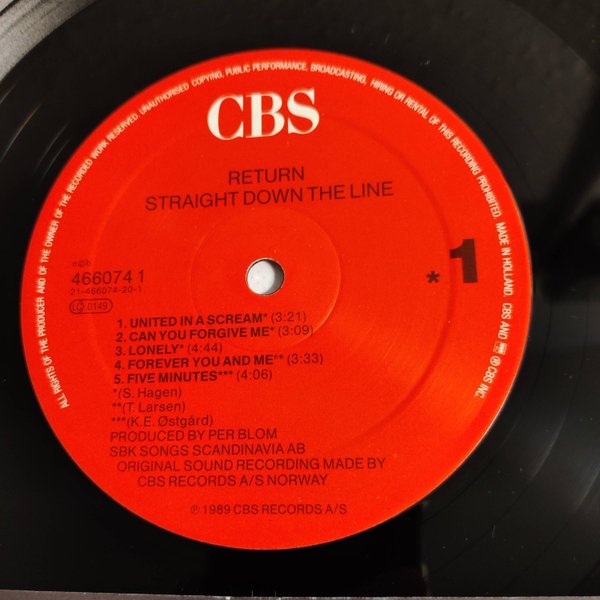 ALL RIGHTS OF THE PRODUCER AND OF THE OWNER OF THE RECORDED WORK RESERVED. UNAUTHORISED COPYING, PUBLIC PERFORMANCE, BROADCASTING, HIRING OR RENTAL OF THIS RECORDING PROHIBITED. MADE IN HOLLAND. CBS AND ℗ © CBS INC.
CBS
RETURN
STRAIGHT DOWN THE LINE
466074 1
21-466074-20-1
LC 0149
*1
1. UNITED IN A SCREAM* (3:21)
2. CAN YOU FORGIVE ME* (3:09)
3. LONELY* (4:44)
4. FOREVER YOU AND ME** (3:33)
5. FIVE MINUTES*** (4:06)
*(S. Hagen)
**(T. Larsen)
***(K.E. Østgård)
PRODUCED BY PER BLOM
SBK SONGS SCANDINAVIA AB
ORIGINAL SOUND RECORDING MADE BY
CBS RECORDS A/S NORWAY
℗ 1989 CBS RECORDS A/S